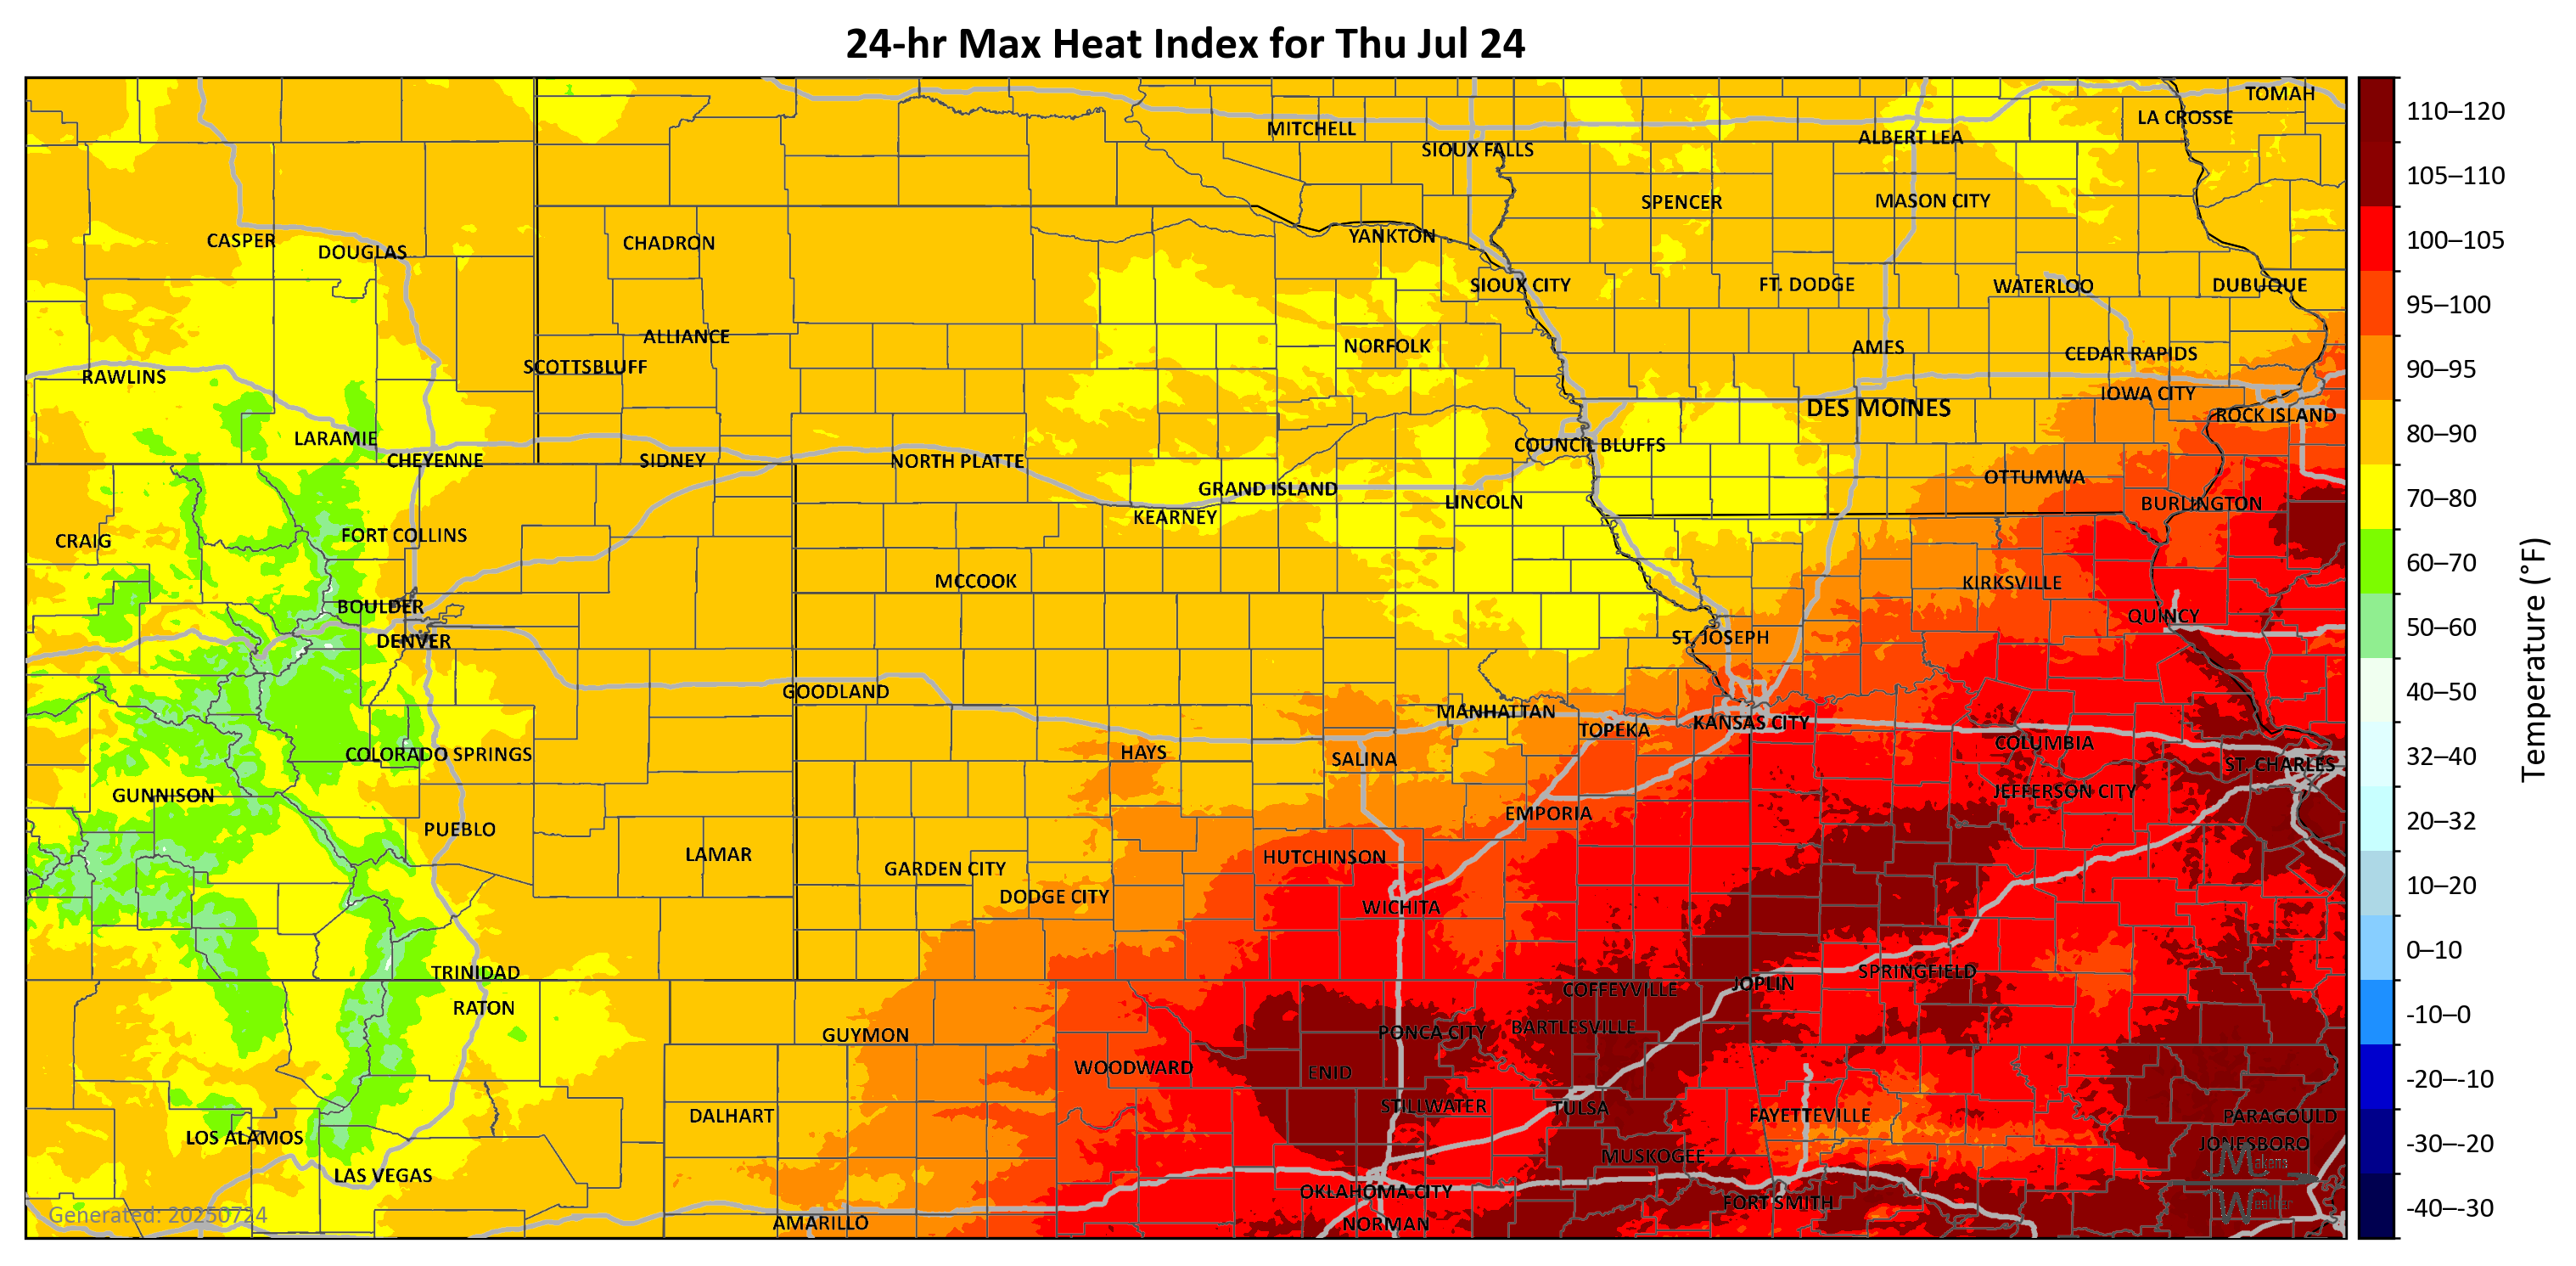 24-hr Max Heat Index for Thu Jul 24
TOMAH
LA CROSSE
MITCHELL
ALBERT LEA
SIOUX FALLS
SPENCER
MASON CITY
YANKTON
CASPER
CHADRON
DOUGLAS
SIOUX CITY
FT. DODGE
WATERLOO
DUBUQUE
ALLIANCE
NORFOLK
AMES
CEDAR RAPIDS
SCOTTSBLUFF
RAWLINS
IOWA CITY
DES MOINES
ROCK ISLAND
LARAMIE
COUNCIL BLUFFS
CHEYENNE
SIDNEY
NORTH PLATTE
OTTUMWA
GRAND ISLAND
LINCOLN
BURLINGTON
KEARNEY
FORT COLLINS
CRAIG
MCCOOK
KIRKSVILLE
BOULDER
QUINCY
DENVER
ST. JOSEPH
GOODLAND
MANHATTAN
KANSAS CITY
TOPEKA
COLUMBIA
COLORADO SPRINGS
HAYS
SALINA
ST. CHARLES
GUNNISON
JEFFERSON CITY
EMPORIA
PUEBLO
LAMAR
HUTCHINSON
GARDEN CITY
DODGE CITY
WICHITA
TRINIDAD
SPRINGFIELD
JOPLIN
COFFEYVILLE
RATON
GUYMON
PONCA CITY
BARTLESVILLE
WOODWARD
ENID
STILLWATER
TULSA
DALHART
FAYETTEVILLE
PARAGOULD
LOS ALAMOS
JONESBORO
MUSKOGEE
LAS VEGAS
OKLAHOMA CITY
FORT SMITH
AMARILLO
NORMAN
Generated: 20250724
Makens
Weather
110–120
105–110
100–105
95–100
90–95
80–90
70–80
60–70
50–60
40–50
32–40
20–32
10–20
0–10
-10–0
-20–-10
-30–-20
-40–-30
Temperature (°F)